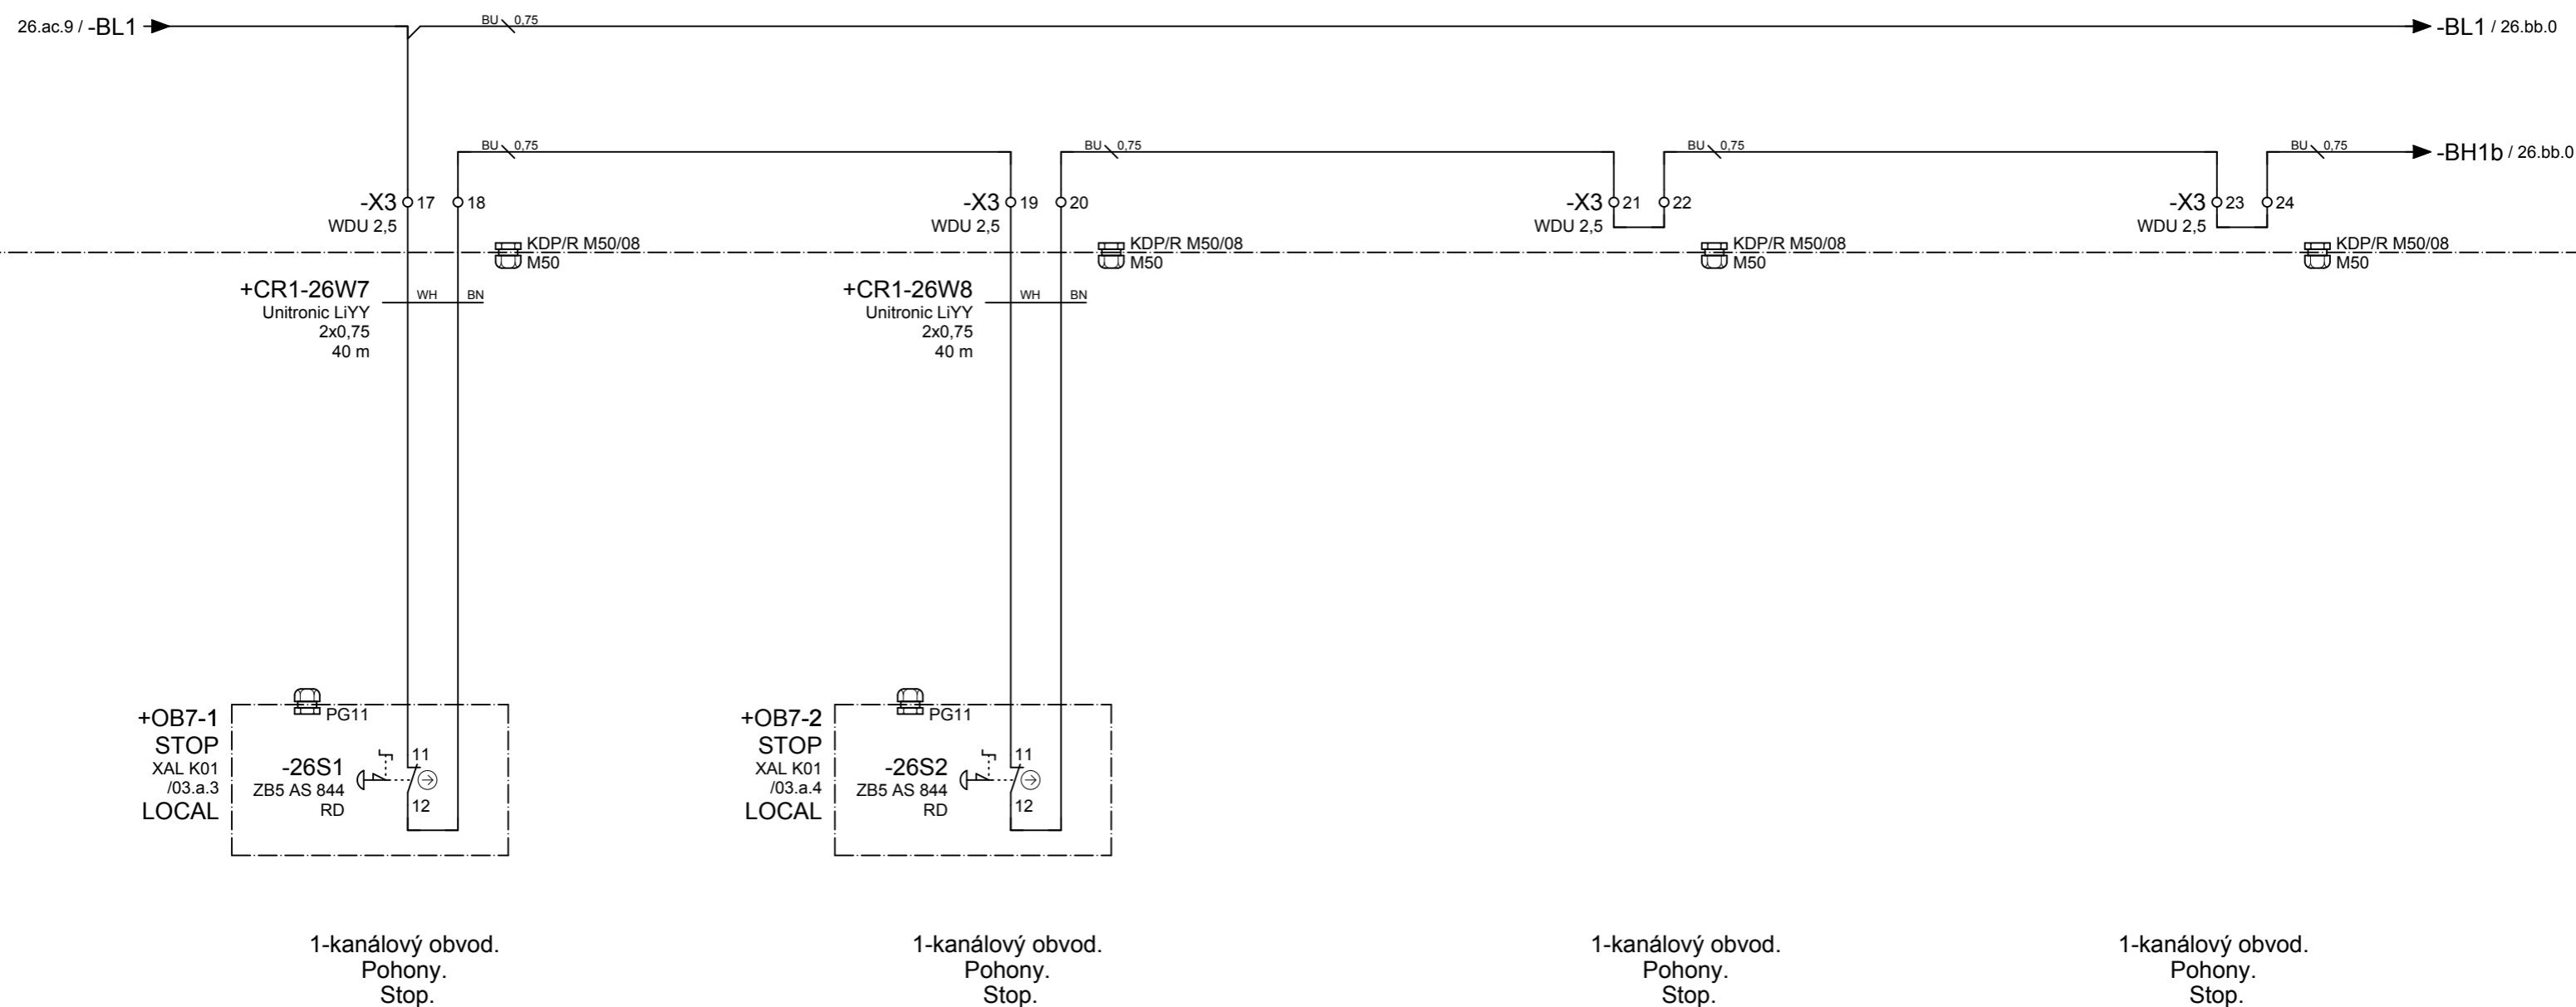 26.ac.9 / -BL1
BU 0,75
-BL1 / 26.bb.0
BU 0,75
BU 0,75
BU 0,75
BU 0,75
-BH1b / 26.bb.0
-X3 17 18
WDU 2,5
-X3 19 20
WDU 2,5
-X3 21 22
WDU 2,5
-X3 23 24
WDU 2,5
KDP/R M50/08
M50
KDP/R M50/08
M50
KDP/R M50/08
M50
KDP/R M50/08
M50
+CR1-26W7
Unitronic LiYY
2x0,75
40 m
WH BN
+CR1-26W8
Unitronic LiYY
2x0,75
40 m
WH BN
+OB7-1
STOP
XAL K01
/03.a.3
LOCAL
PG11
-26S1
ZB5 AS 844
RD
11
12
+OB7-2
STOP
XAL K01
/03.a.4
LOCAL
PG11
-26S2
ZB5 AS 844
RD
11
12
1-kanálový obvod.
Pohony.
Stop.
1-kanálový obvod.
Pohony.
Stop.
1-kanálový obvod.
Pohony.
Stop.
1-kanálový obvod.
Pohony.
Stop.